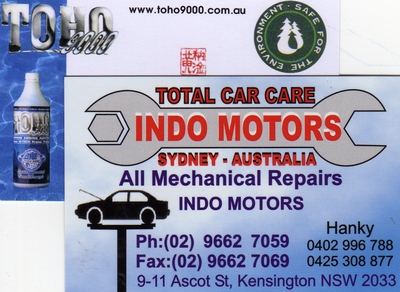 www.toho9000.com.au
TOHO
9000
SAFE FOR THE ENVIRONMENT
TOHO
TOTAL CAR CARE
INDO MOTORS
SYDNEY - AUSTRALIA
All Mechanical Repairs
INDO MOTORS
Hanky
Ph:(02) 9662 7059
0402 996 788
Fax:(02) 9662 7069
0425 308 877
9-11 Ascot St, Kensington NSW 2033